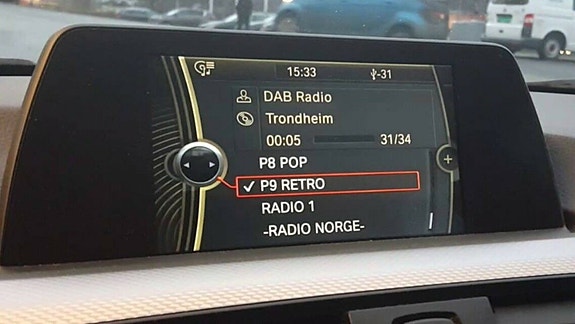 15:33 -31
DAB Radio
Trondheim
00:05 31/34
P8 POP
P9 RETRO
RADIO 1
-RADIO NORGE-